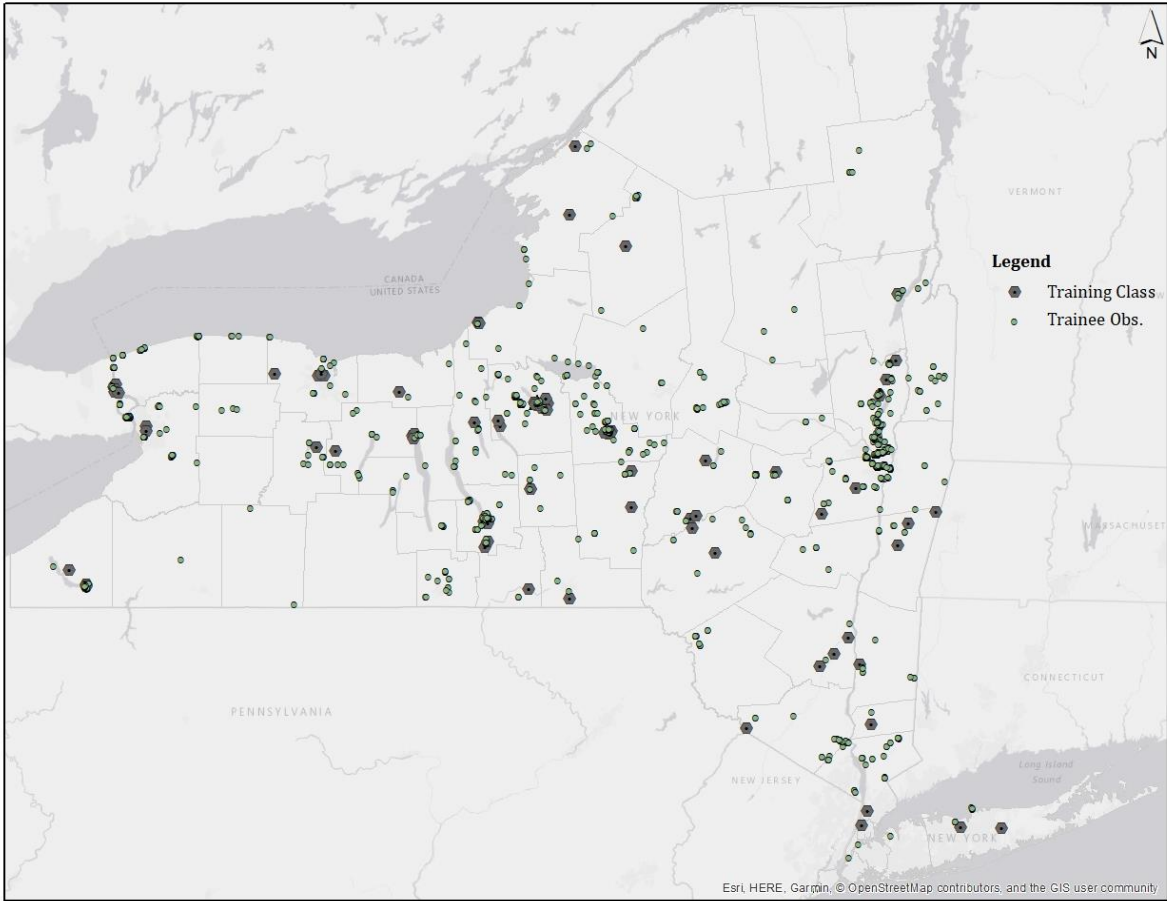 N
VERMONT
Legend
Training Class
Trainee Obs.
CANADA
UNITED STATES
NEW YORK
MASSACHUSET
CONNECTICUT
PENNSYLVANIA
Long Island
Sound
NEW JERSEY
NEW YORK
Esri, HERE, Garmin, © OpenStreetMap contributors, and the GIS user community